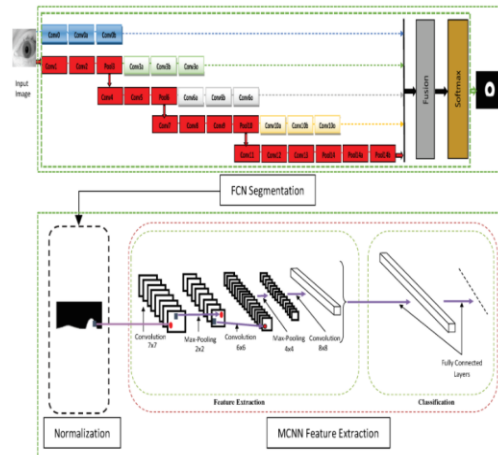 Conv0 Conv0a Conv0b
Input
Image
Conv1 Conv2 Pool3 Conv3a Conv3b Conv3c
Conv4 Conv5 Pool6 Conv6a Conv6b Conv6c
Conv7 Conv8 Conv9 Pool10 Conv10a Conv10b Conv10c
Conv11 Conv12 Conv13 Pool14 Pool14a Pool14b
Fusion
Softmax
FCN Segmentation
Convolution
7x7
Max-Pooling
2x2
Convolution
6x6
Max-Pooling
4x4
Convolution
8x8
Fully Connected
Layers
Feature Extraction
Classification
Normalization
MCNN Feature Extraction